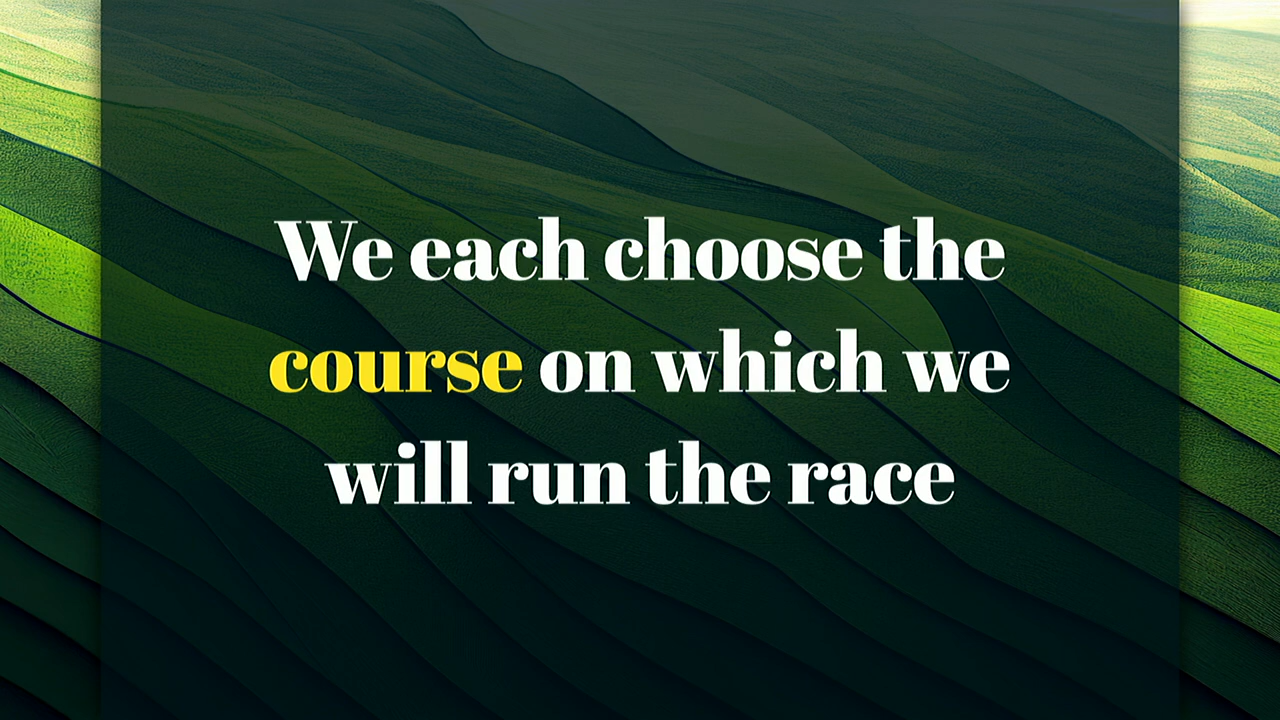 We each choose the
course on which we
will run the race